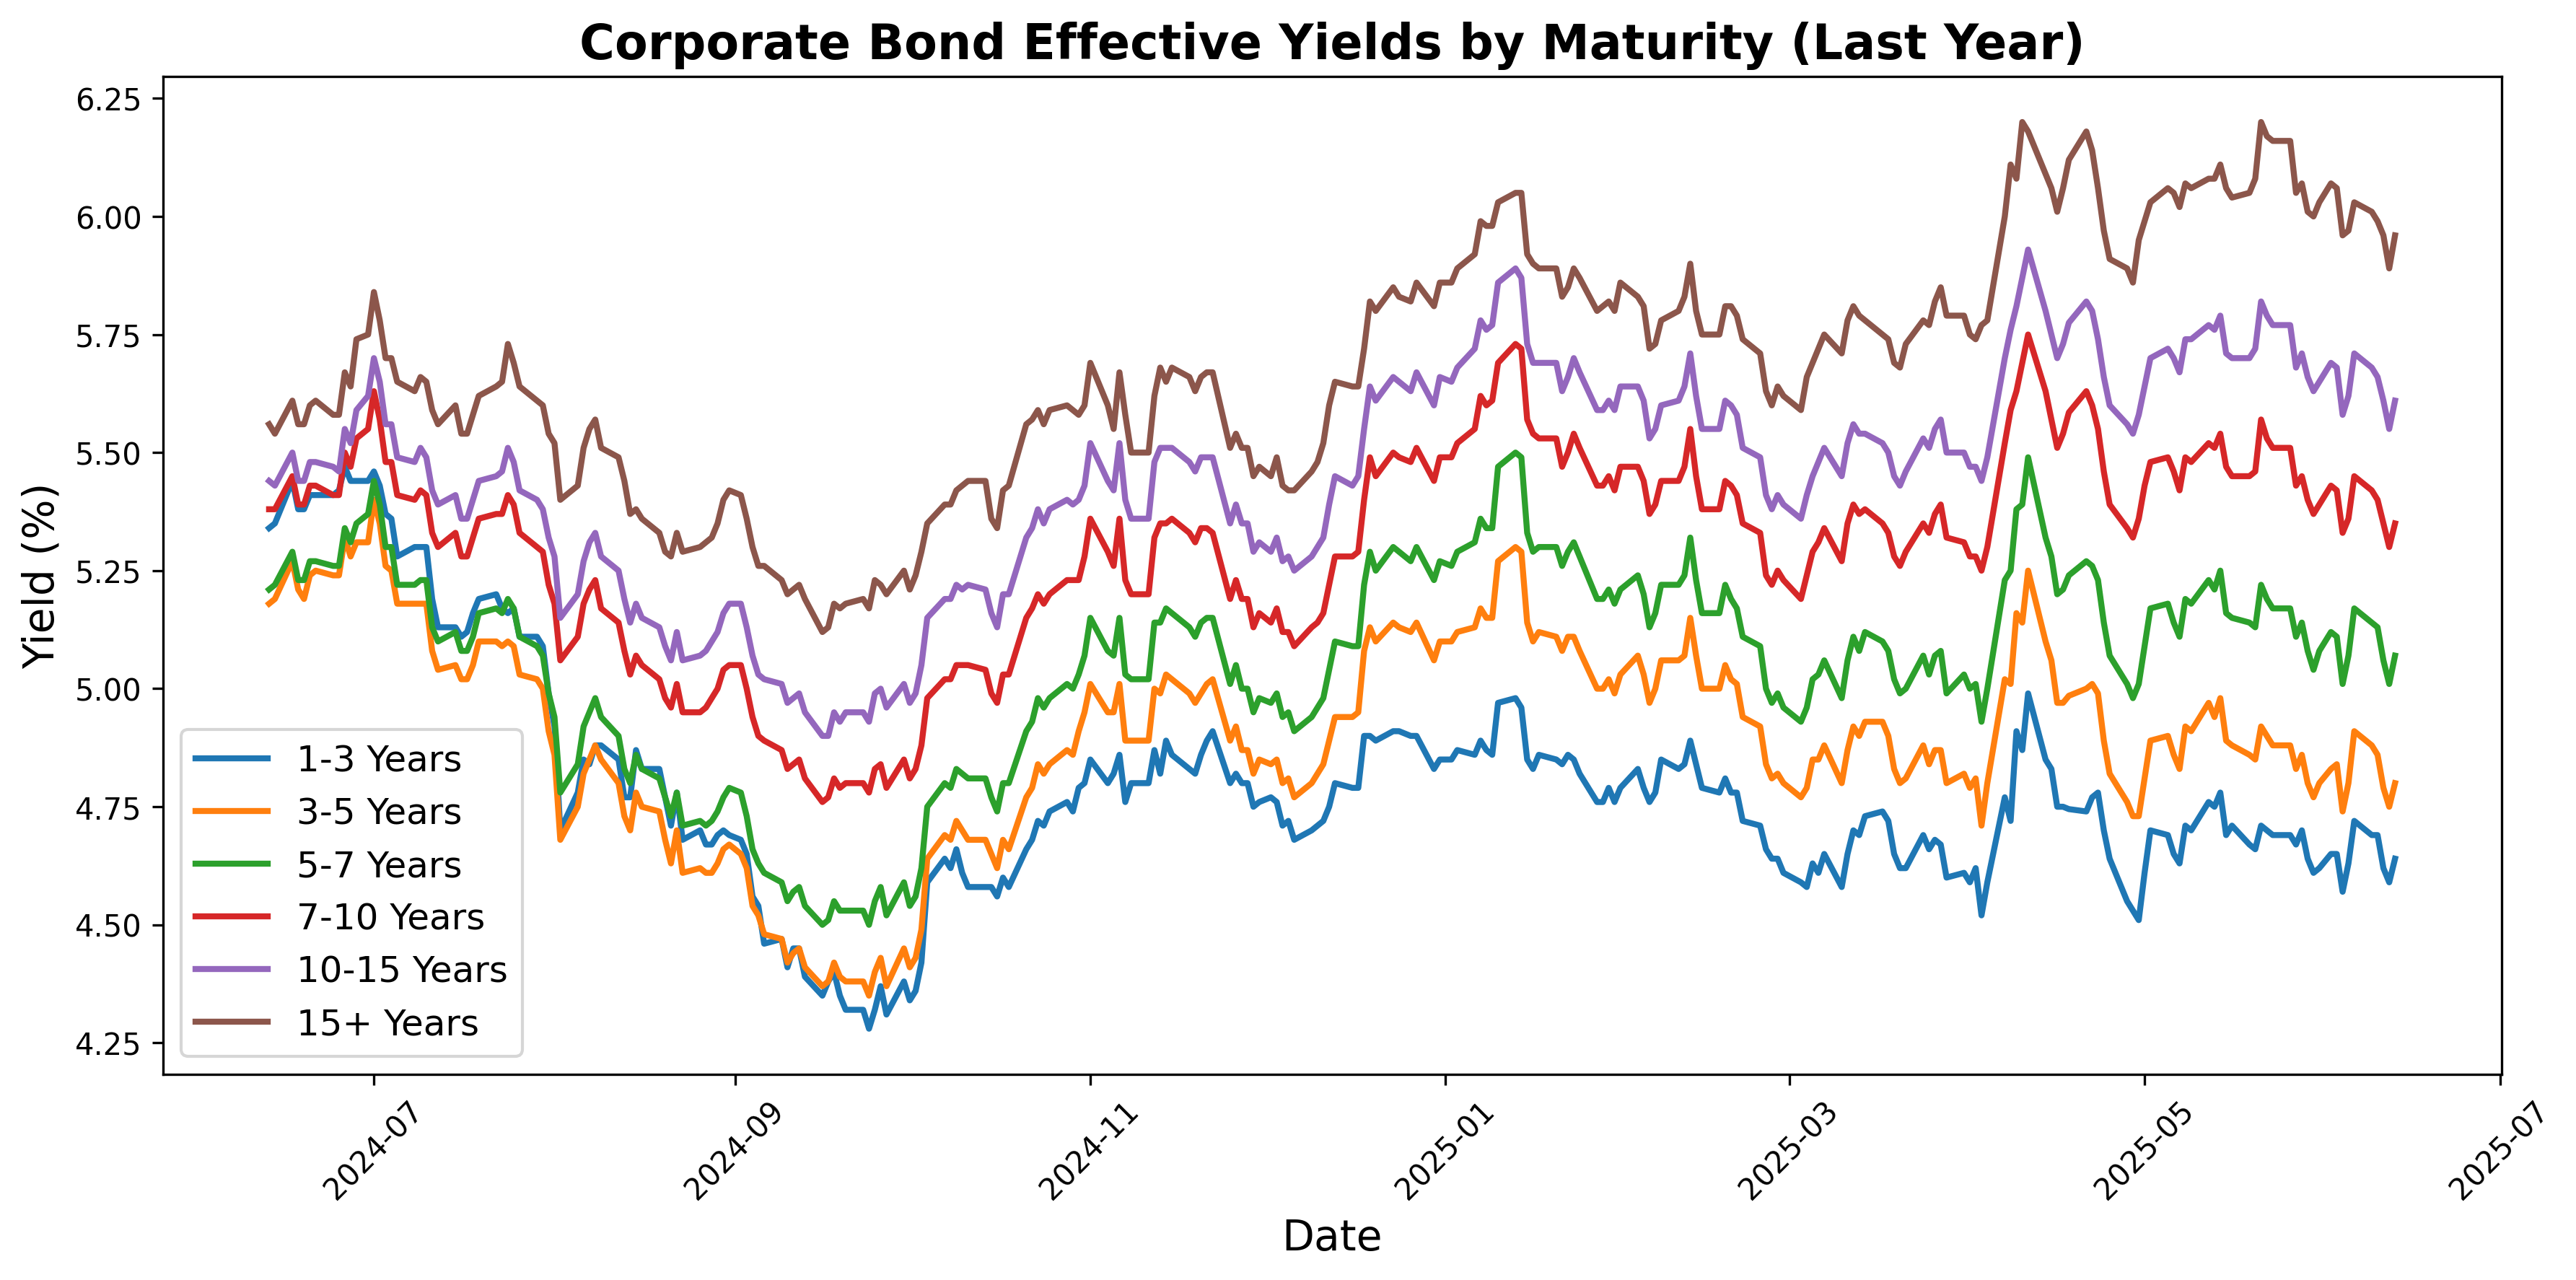 Corporate Bond Effective Yields by Maturity (Last Year)
Yield (%)
6.25
6.00
5.75
5.50
5.25
5.00
4.75
4.50
4.25
1-3 Years
3-5 Years
5-7 Years
7-10 Years
10-15 Years
15+ Years
2024-07
2024-09
2024-11
2025-01
2025-03
2025-05
2025-07
Date